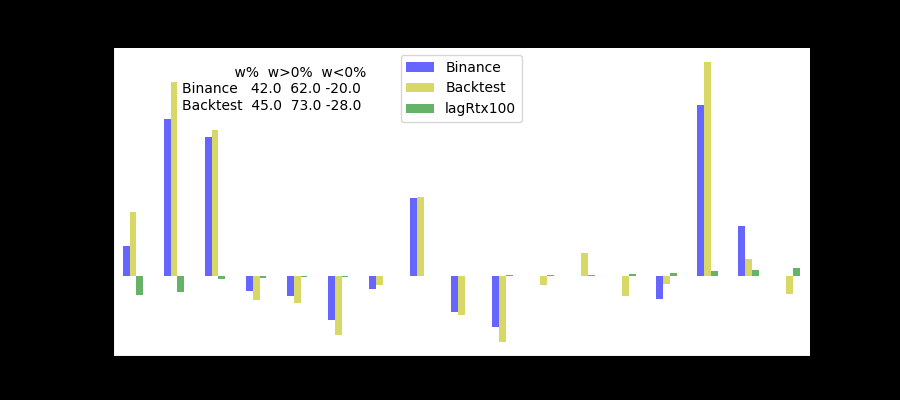 w%  w>0%  w<0%
Binance   42.0  62.0 -20.0
Backtest  45.0  73.0 -28.0
Binance
Backtest
lagRtx100